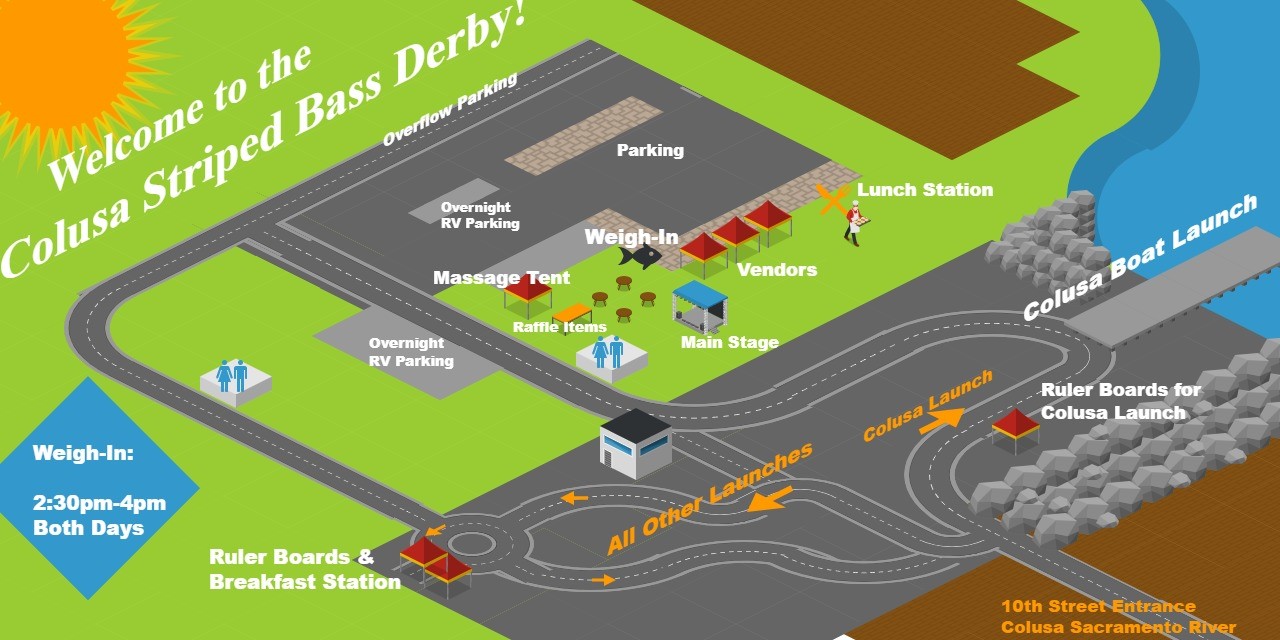 Welcome to the
Colusa Striped Bass Derby!
Overflow Parking
Parking
Overnight
RV Parking
Lunch Station
Weigh-In
Vendors
Massage Tent
Raffle Items
Main Stage
Overnight
RV Parking
Colusa Boat Launch
Ruler Boards for
Colusa Launch
Colusa Launch
All Other Launches
Weigh-In:
2:30pm-4pm
Both Days
Ruler Boards &
Breakfast Station
10th Street Entrance
Colusa Sacramento River